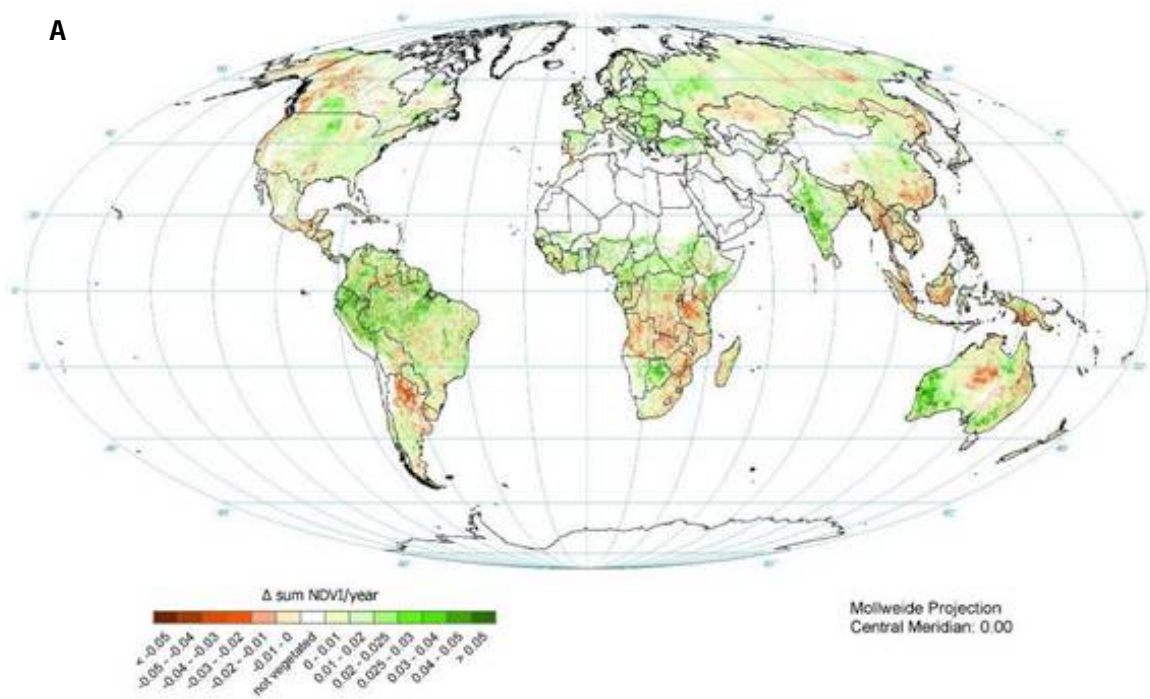 A
Δ sum NDVI/year
< -0.05
-0.05 - -0.04
-0.04 - -0.03
-0.03 - -0.02
-0.02 - -0.01
-0.01 - 0
not vegetated
0 - 0.01
0.01 - 0.02
0.02 - 0.025
0.025 - 0.03
0.03 - 0.04
0.04 - 0.05
> 0.05
Mollweide Projection
Central Meridian: 0.00